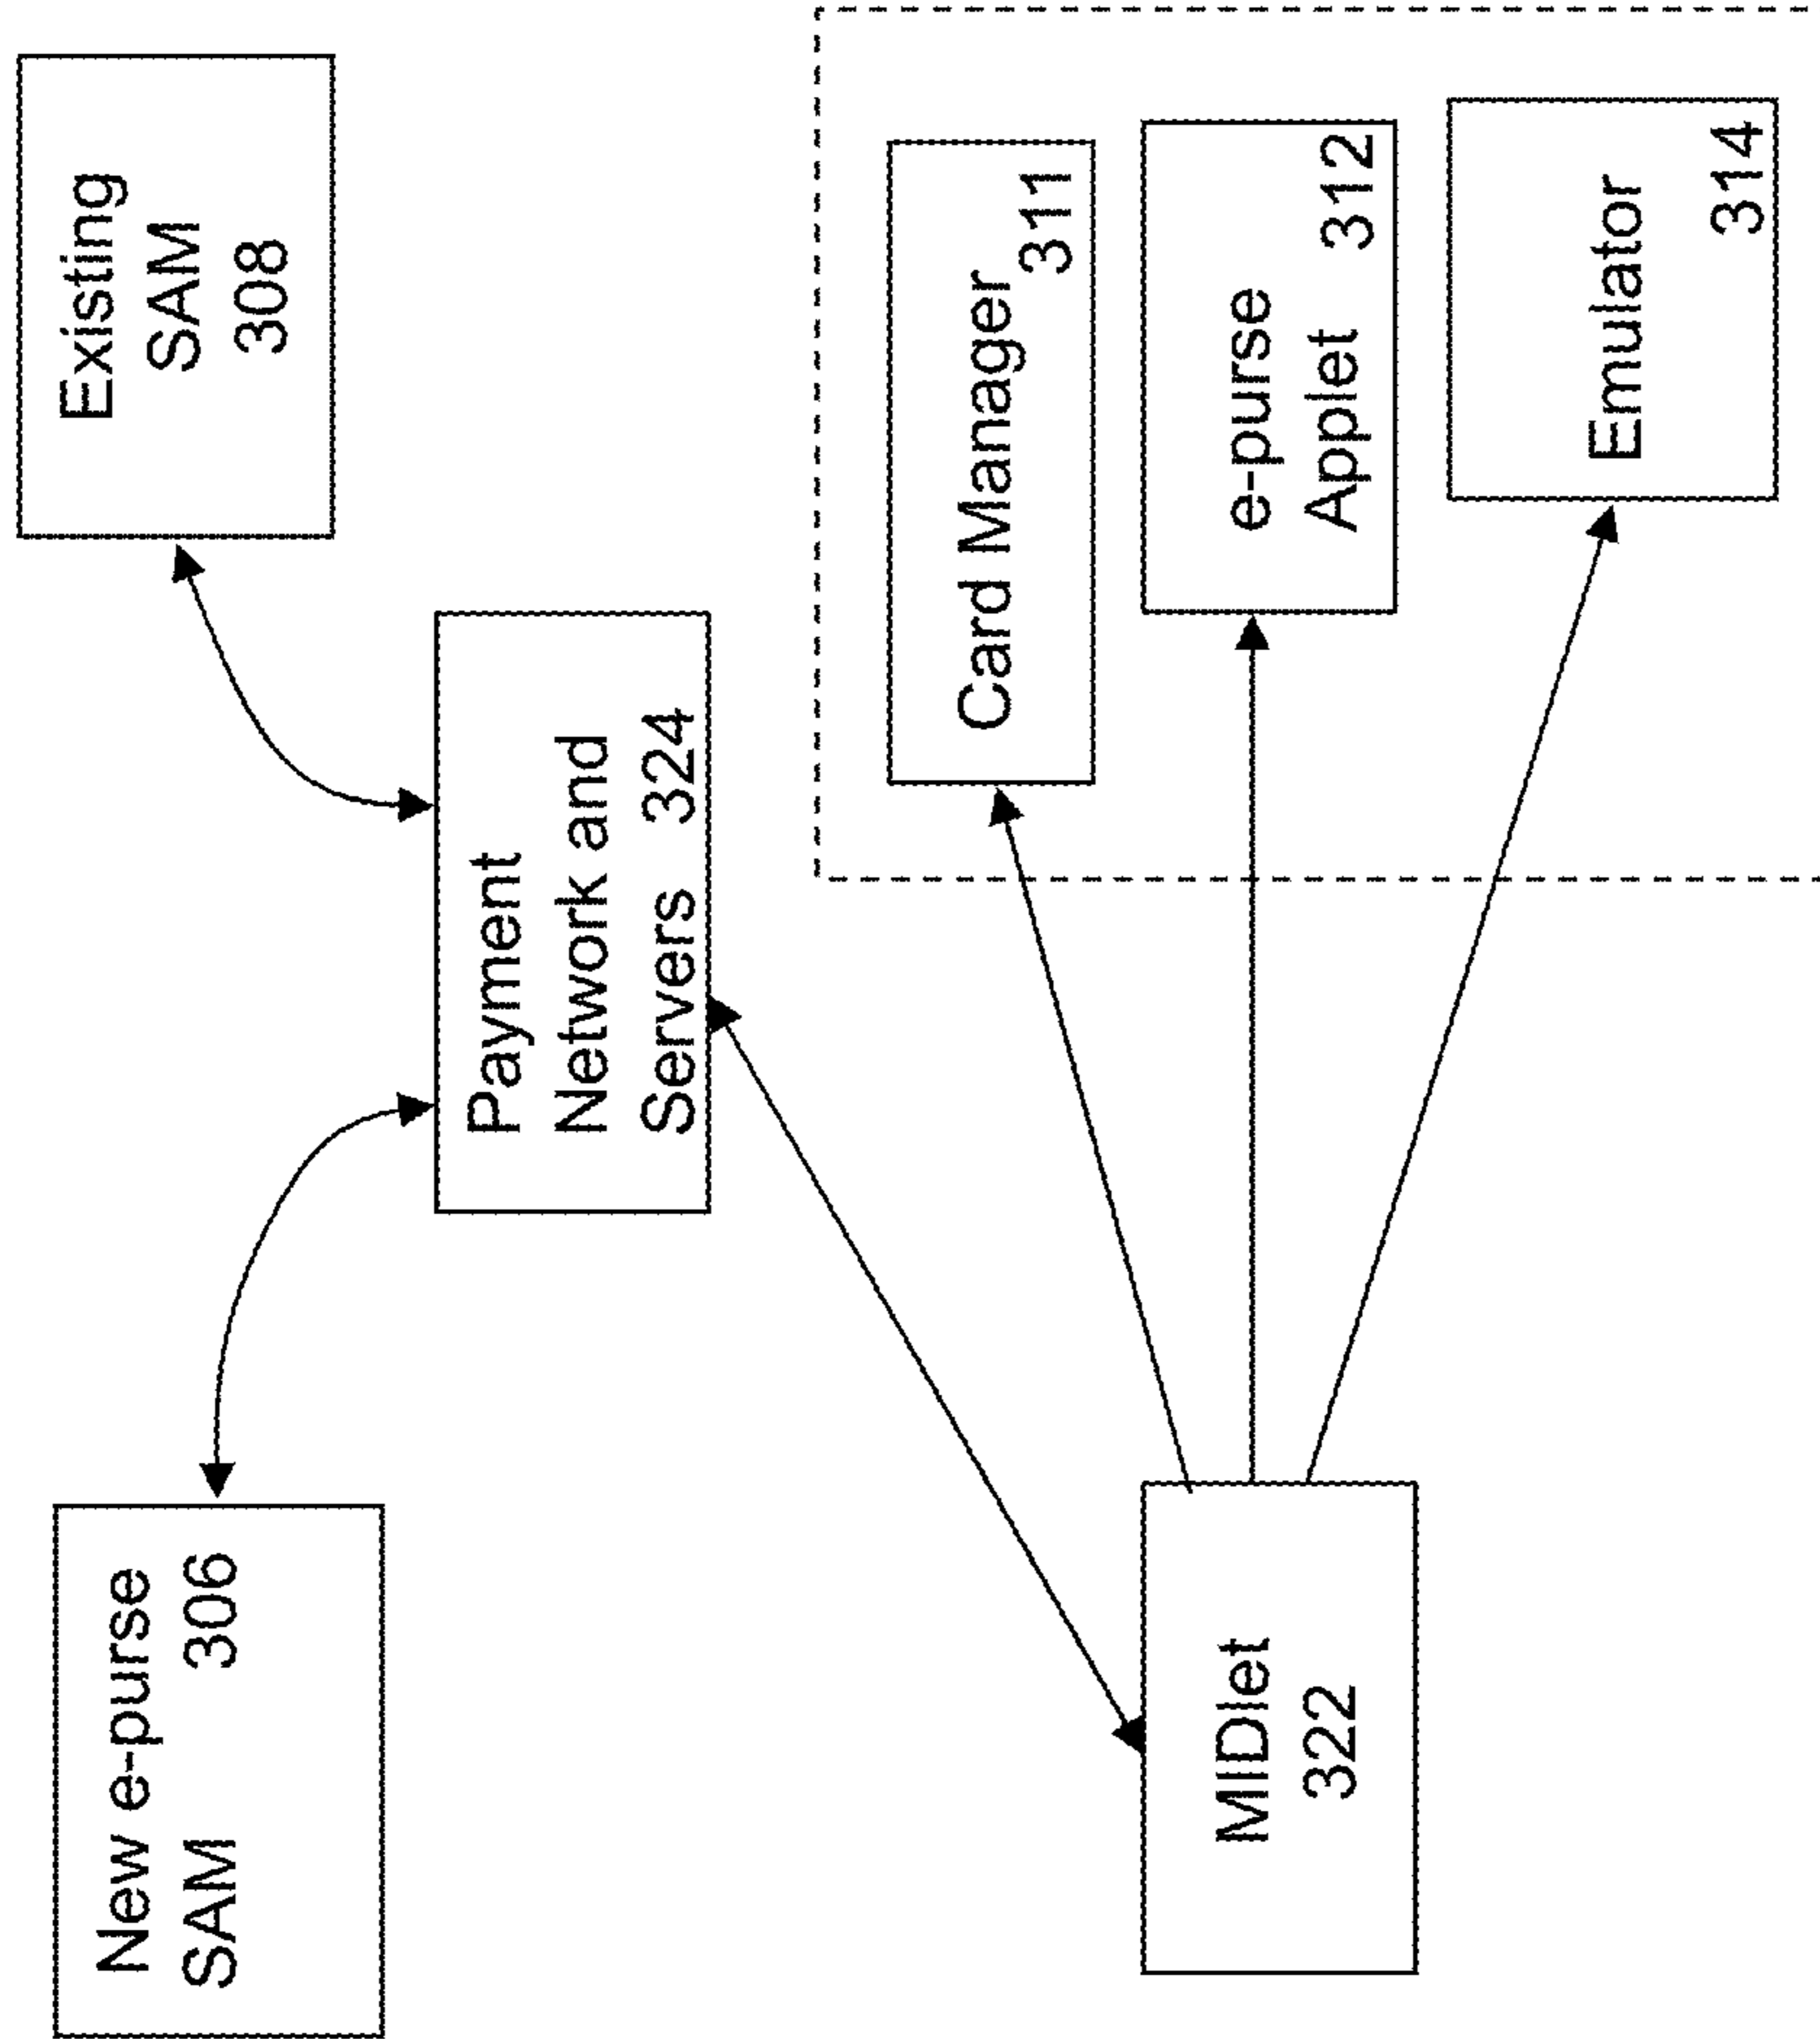 New e-purse
SAM 306
Existing
SAM
308
Payment
Network and
Servers 324
MIDlet
322
Card Manager
311
e-purse
Applet 312
Emulator
314